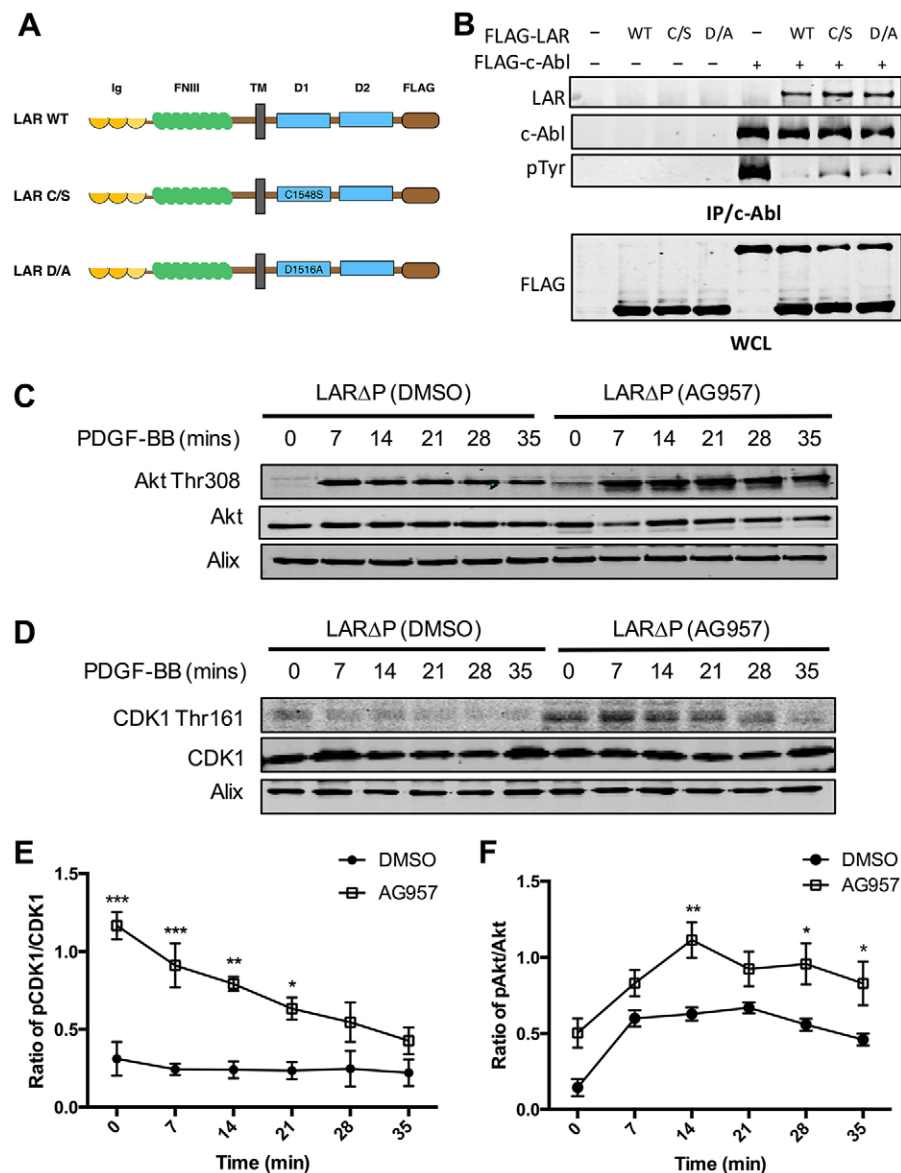 A
Ig FNIII TM D1 D2 FLAG
LAR WT
LAR C/S C1548S
LAR D/A D1516A
B
FLAG-LAR – WT C/S D/A – WT C/S D/A
FLAG-c-Abl – – – – + + + +
LAR
c-Abl
pTyr
IP/c-Abl
FLAG
WCL
C
LARΔP (DMSO) LARΔP (AG957)
PDGF-BB (mins) 0 7 14 21 28 35 0 7 14 21 28 35
Akt Thr308
Akt
Alix
D
LARΔP (DMSO) LARΔP (AG957)
PDGF-BB (mins) 0 7 14 21 28 35 0 7 14 21 28 35
CDK1 Thr161
CDK1
Alix
E
DMSO
AG957
Ratio of pCDK1/CDK1
1.5
1.0
0.5
0.0
*** *** ** *
0 7 14 21 28 35
Time (min)
F
DMSO
AG957
Ratio of pAkt/Akt
1.5
1.0
0.5
0.0
** * *
0 7 14 21 28 35
Time (min)